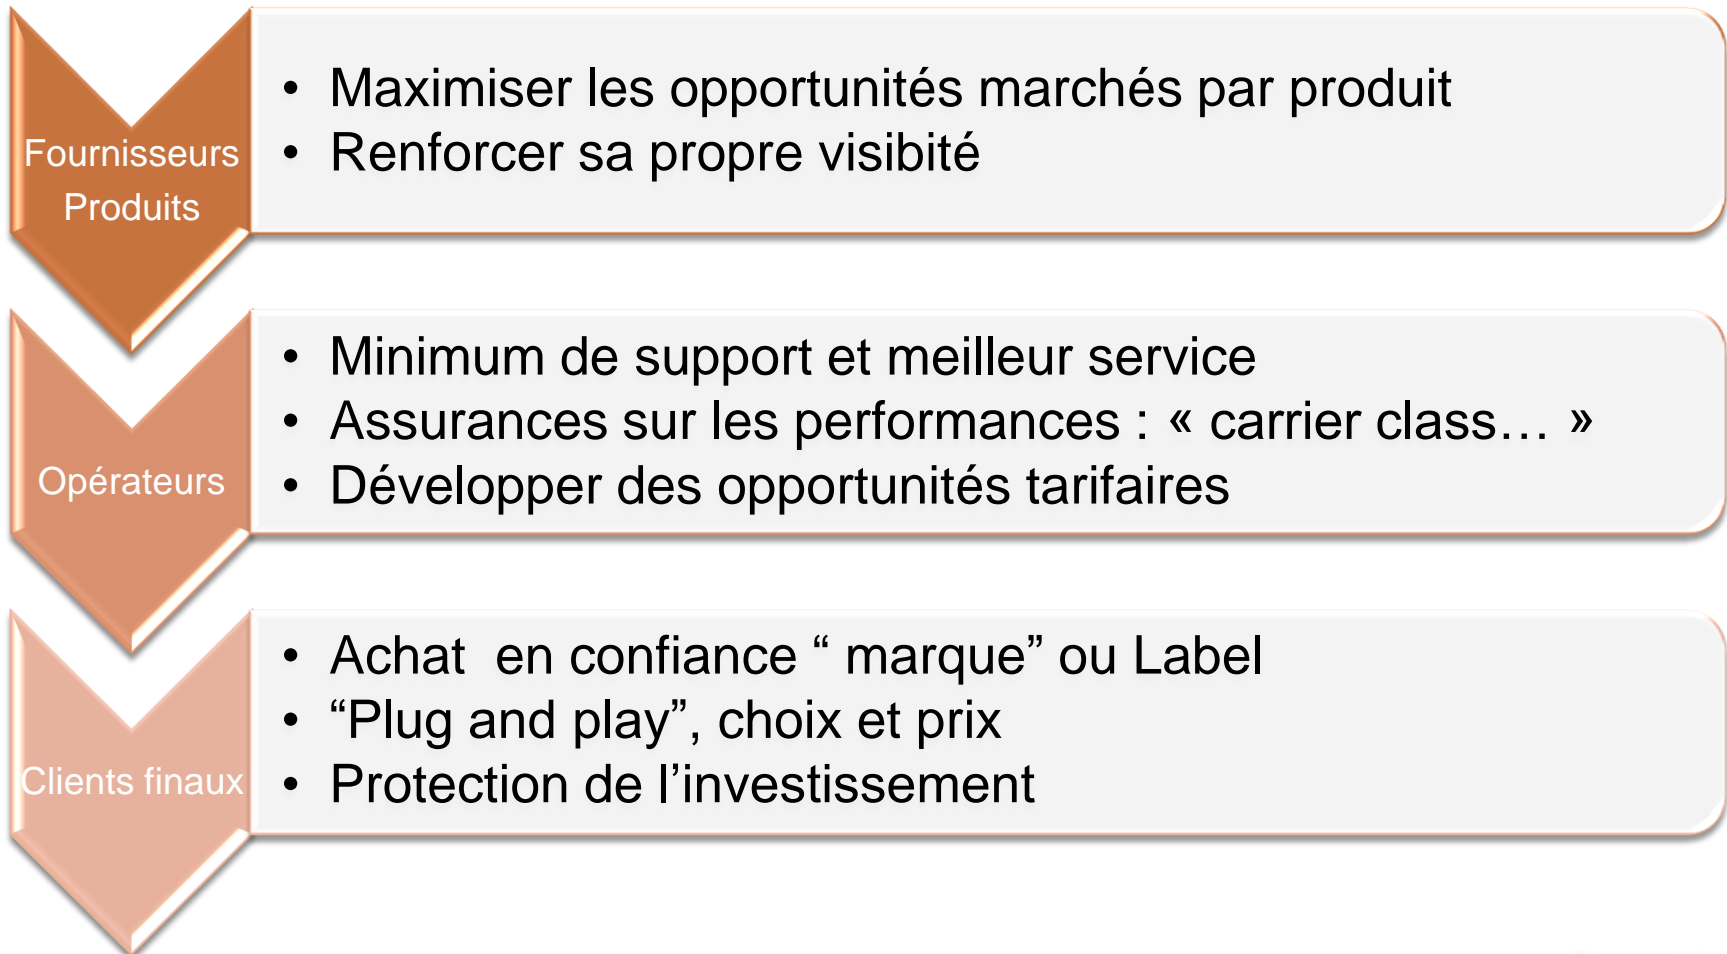 Fournisseurs
Produits
• Maximiser les opportunités marchés par produit
• Renforcer sa propre visibité
Opérateurs
• Minimum de support et meilleur service
• Assurances sur les performances : « carrier class… »
• Développer des opportunités tarifaires
Clients finaux
• Achat  en confiance “ marque” ou Label
• “Plug and play”, choix et prix
• Protection de l’investissement